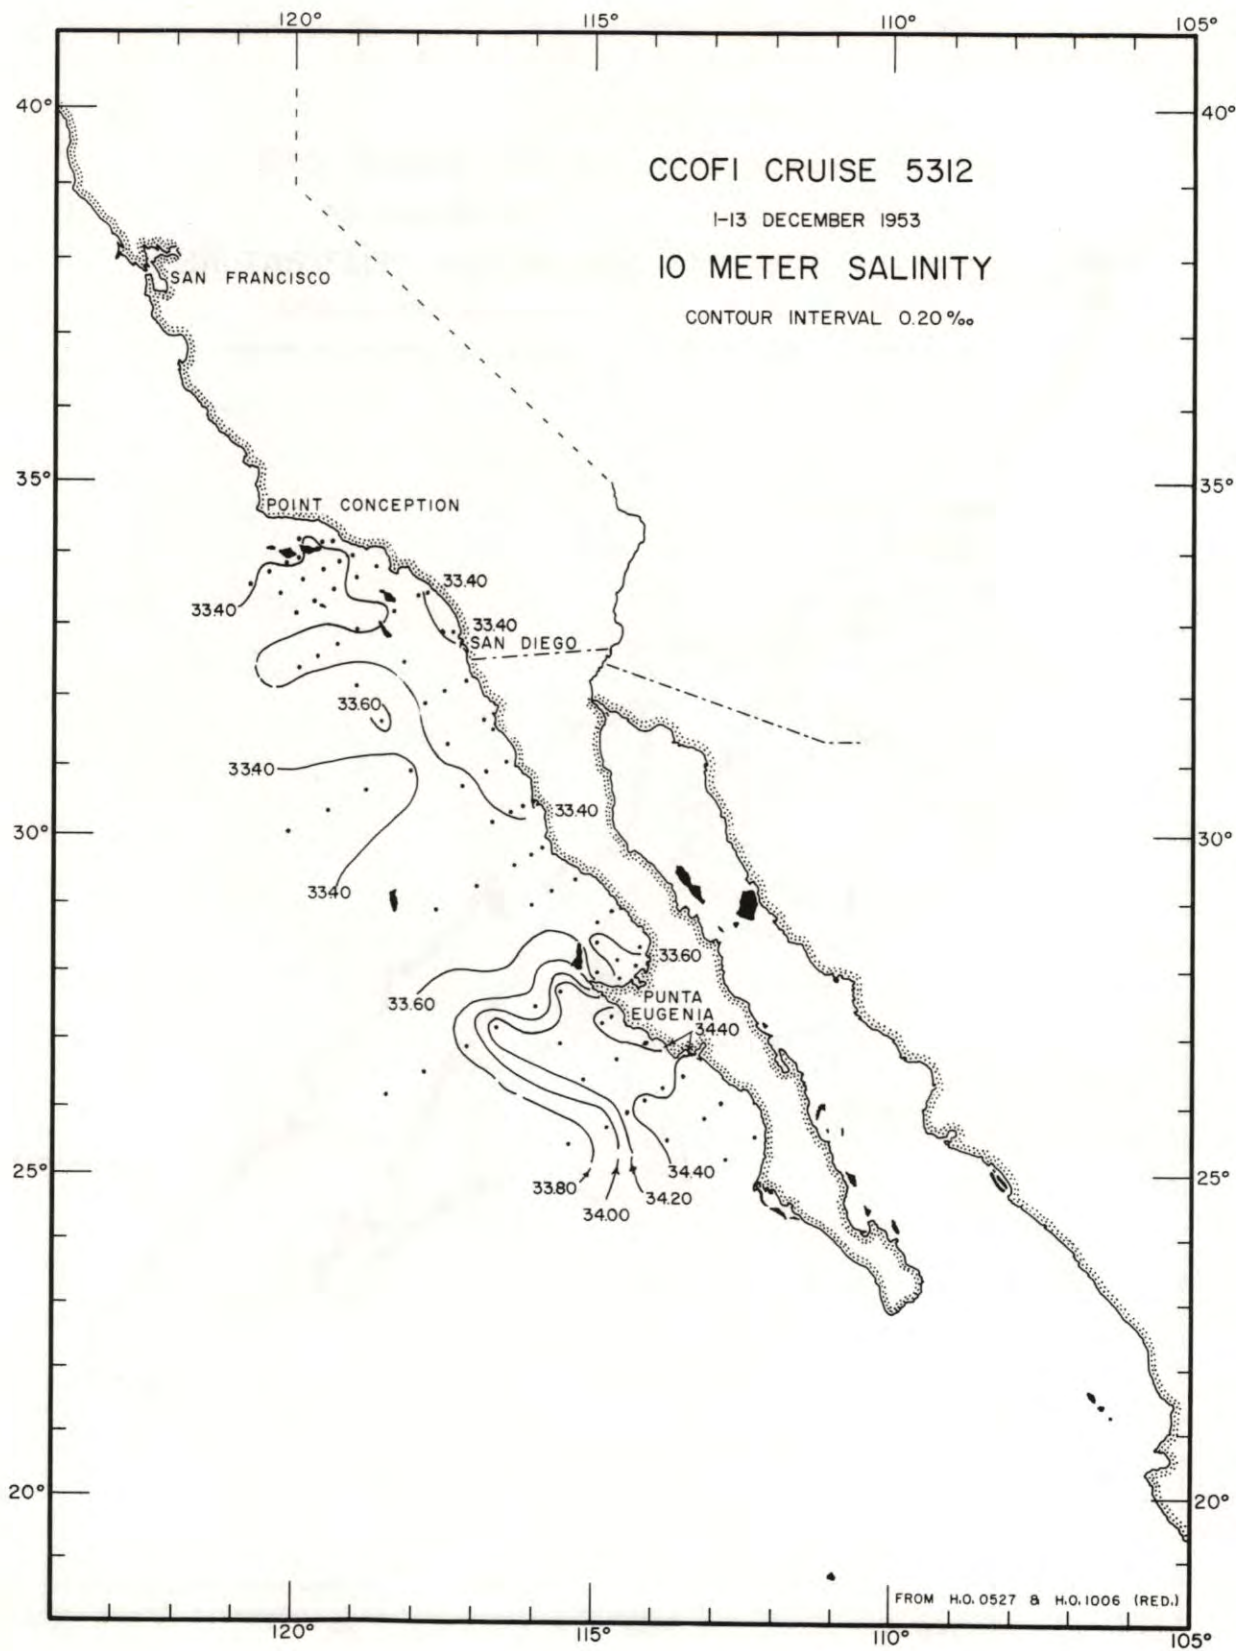 120° 115° 110° 105°
40° 40°
CCOFI CRUISE 5312
1-13 DECEMBER 1953
10 METER SALINITY
CONTOUR INTERVAL 0.20 ‰
SAN FRANCISCO
35° 35°
POINT CONCEPTION
33.40
33.40
33.40
SAN DIEGO
33.60
33.40
33.40
30° 30°
33.40
33.60
33.60
PUNTA
EUGENIA
34.40
25° 25°
33.80
34.00
34.20
34.40
20° 20°
FROM H.O. 0527 & H.O. 1006 (RED.)
120° 115° 110° 105°